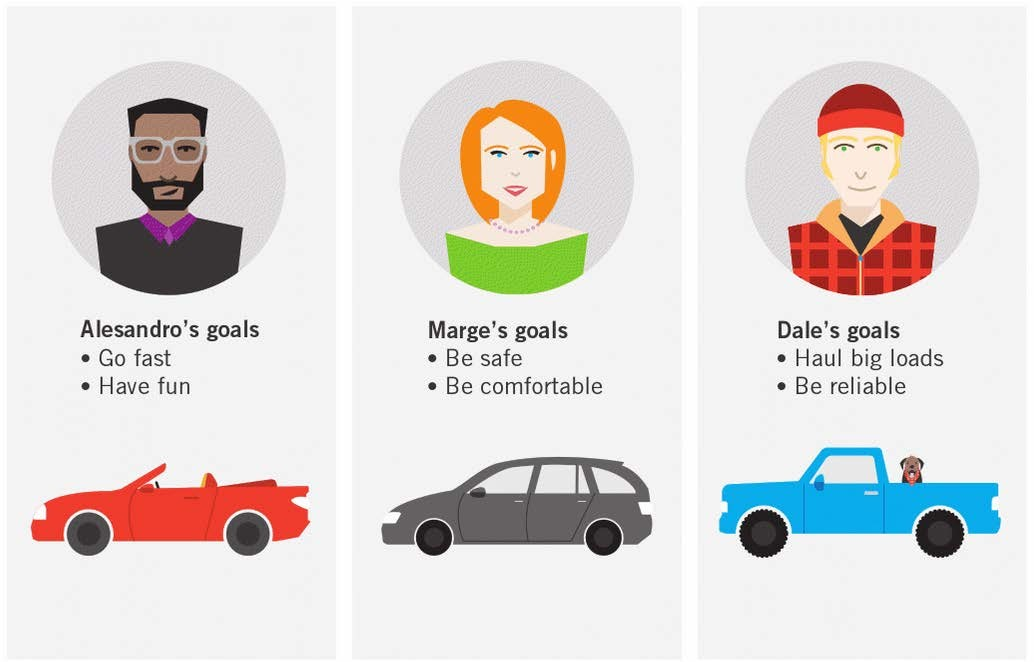 Alesandro’s goals
• Go fast
• Have fun
Marge’s goals
• Be safe
• Be comfortable
Dale’s goals
• Haul big loads
• Be reliable